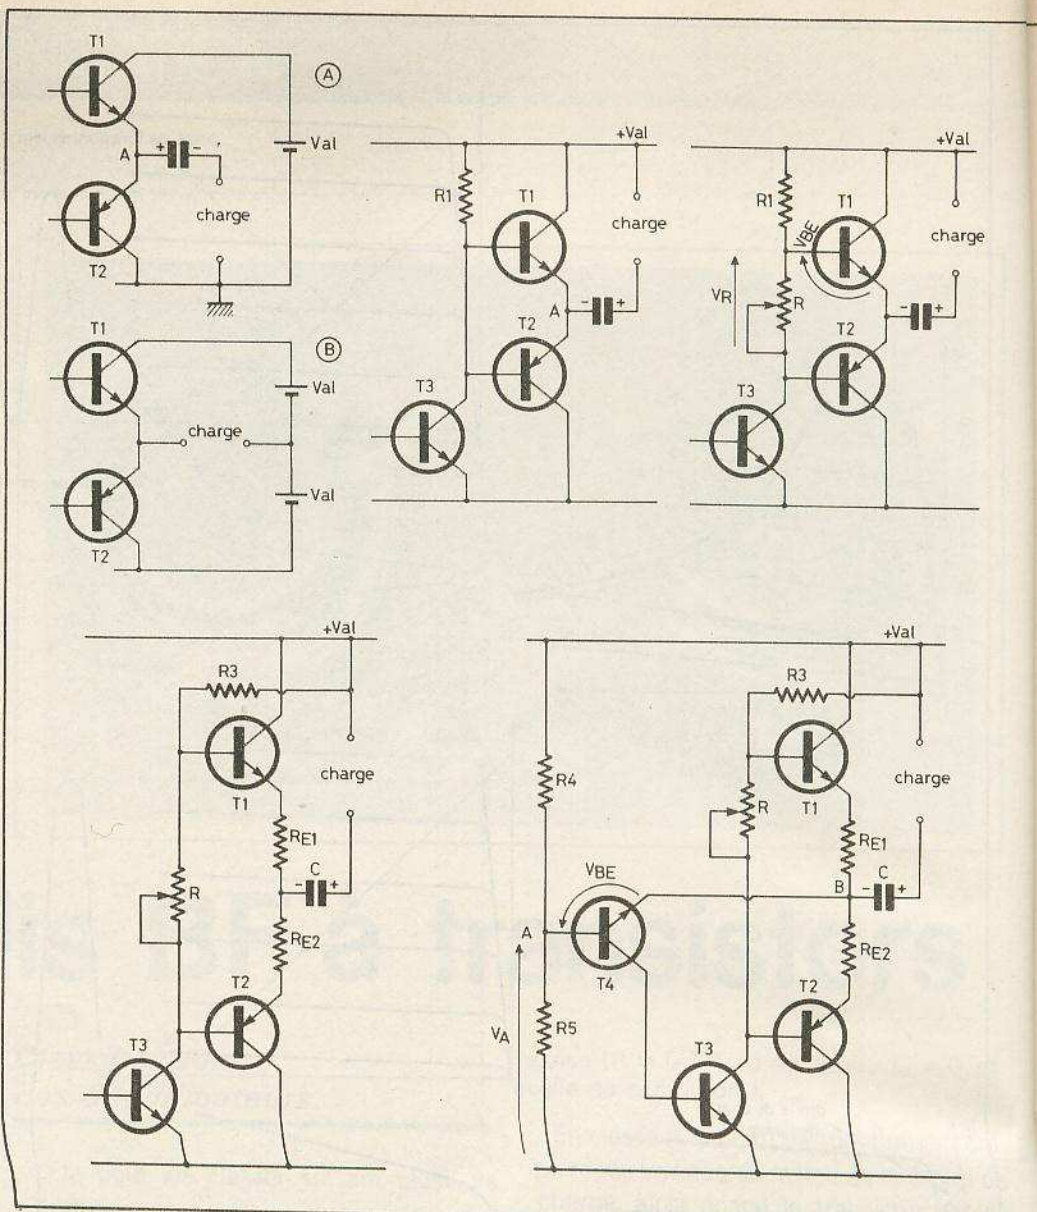 T1
A
A
+ -
Val
charge
T2
T1
B
Val
charge
Val
T2
+Val
R1
T1
charge
A
- +
T2
T3
+Val
R1
T1
VBE
charge
VR
R
- +
T2
T3
+Val
R3
charge
T1
RE1
C
- +
R
RE2
T2
T3
+Val
R3
R4
charge
T1
R
RE1
VBE
B
C
- +
A
T4
RE2
T2
VA
R5
T3